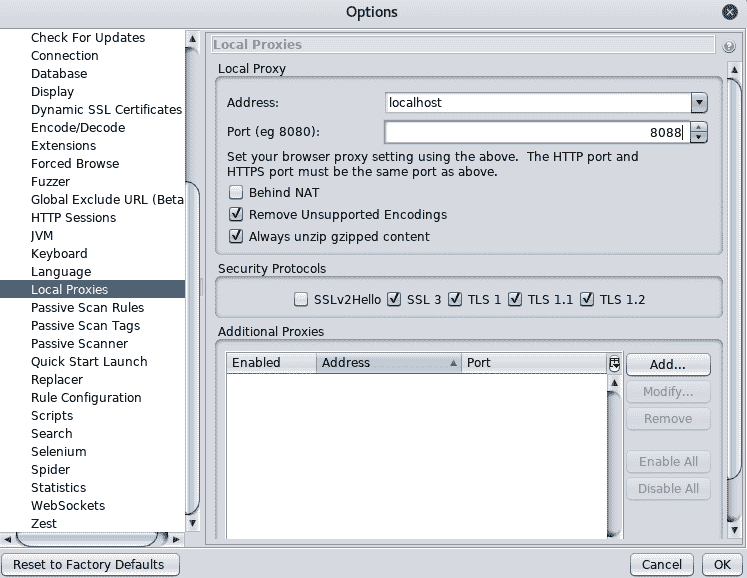 Options
Check For Updates
Connection
Database
Display
Dynamic SSL Certificates
Encode/Decode
Extensions
Forced Browse
Fuzzer
Global Exclude URL (Beta
HTTP Sessions
JVM
Keyboard
Language
Local Proxies
Passive Scan Rules
Passive Scan Tags
Passive Scanner
Quick Start Launch
Replacer
Rule Configuration
Scripts
Search
Selenium
Spider
Statistics
WebSockets
Zest
Local Proxies
Local Proxy
Address: localhost
Port (eg 8080): 8088
Set your browser proxy setting using the above. The HTTP port and
HTTPS port must be the same port as above.
Behind NAT
Remove Unsupported Encodings
Always unzip gzipped content
Security Protocols
SSLv2Hello SSL 3 TLS 1 TLS 1.1 TLS 1.2
Additional Proxies
Enabled Address Port
Add...
Modify...
Remove
Enable All
Disable All
Reset to Factory Defaults Cancel OK